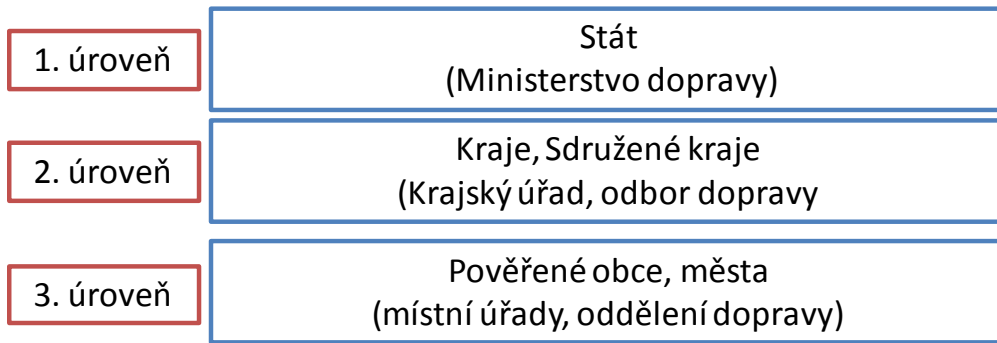 1. úroveň
Stát
(Ministerstvo dopravy)
2. úroveň
Kraje, Sdružené kraje
(Krajský úřad, odbor dopravy
3. úroveň
Pověřené obce, města
(místní úřady, oddělení dopravy)